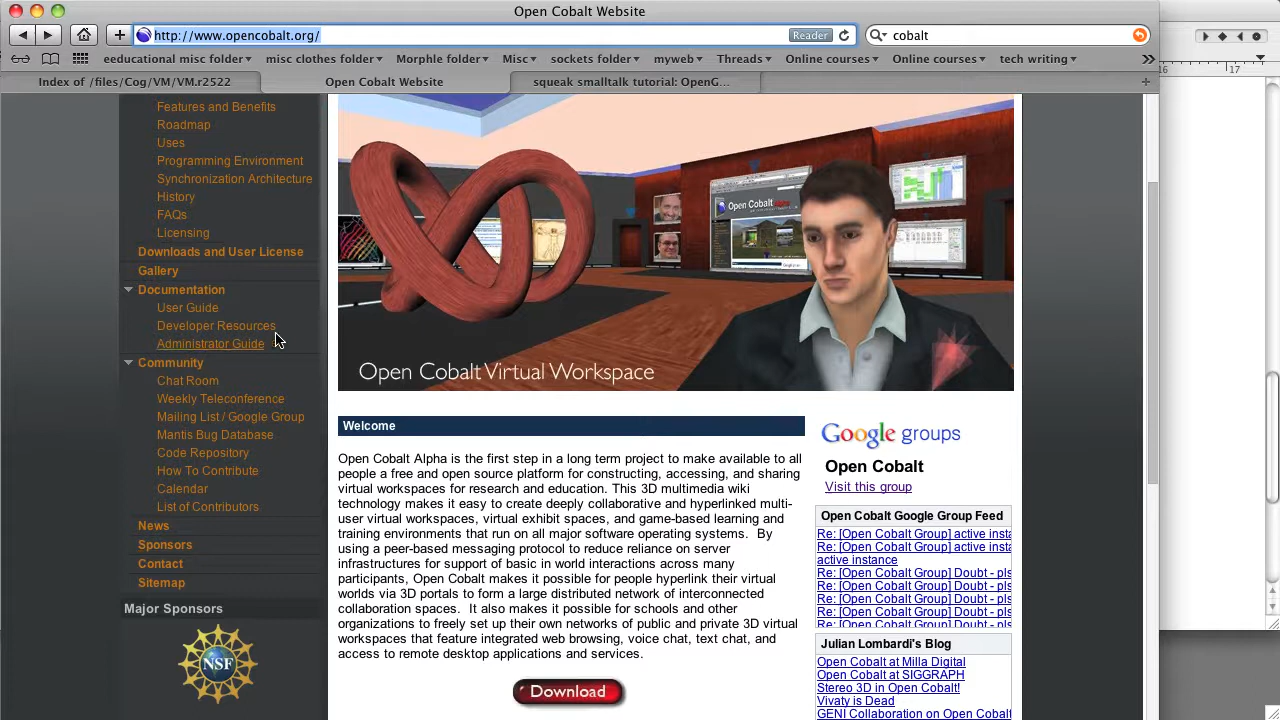 Open Cobalt Website
http://www.opencobalt.org/
Reader
cobalt
eeducational misc folder
misc clothes folder
Morphle folder
Misc
sockets folder
myweb
Threads
Online courses
Online courses
tech writing
Index of /files/Cog/VM/VM.r2522
Open Cobalt Website
squeak smalltalk tutorial: OpenG...
16
17
Features and Benefits
Roadmap
Uses
Programming Environment
Synchronization Architecture
History
FAQs
Licensing
Downloads and User License
Gallery
Documentation
User Guide
Developer Resources
Administrator Guide
Community
Chat Room
Weekly Teleconference
Mailing List / Google Group
Mantis Bug Database
Code Repository
How To Contribute
Calendar
List of Contributors
News
Sponsors
Contact
Sitemap
Major Sponsors
NSF
Open Cobalt
Open Cobalt Virtual Workspace
Welcome
Open Cobalt Alpha is the first step in a long term project to make available to all
people a free and open source platform for constructing, accessing, and sharing
virtual workspaces for research and education. This 3D multimedia wiki
technology makes it easy to create deeply collaborative and hyperlinked multi-
user virtual workspaces, virtual exhibit spaces, and game-based learning and
training environments that run on all major software operating systems. By
using a peer-based messaging protocol to reduce reliance on server
infrastructures for support of basic in world interactions across many
participants, Open Cobalt makes it possible for people hyperlink their virtual
worlds via 3D portals to form a large distributed network of interconnected
collaboration spaces. It also makes it possible for schools and other
organizations to freely set up their own networks of public and private 3D virtual
workspaces that feature integrated web browsing, voice chat, text chat, and
access to remote desktop applications and services.
Download
Google groups
Open Cobalt
Visit this group
Open Cobalt Google Group Feed
Re: [Open Cobalt Group] active insta
Re: [Open Cobalt Group] active insta
active instance
Re: [Open Cobalt Group] Doubt - pls
Re: [Open Cobalt Group] Doubt - pls
Re: [Open Cobalt Group] Doubt - pls
Re: [Open Cobalt Group] Doubt - pls
Re: [Open Cobalt Group] Doubt - pls
Julian Lombardi's Blog
Open Cobalt at Milla Digital
Open Cobalt at SIGGRAPH
Stereo 3D in Open Cobalt!
Vivaty is Dead
GENI Collaboration on Open Cobalt